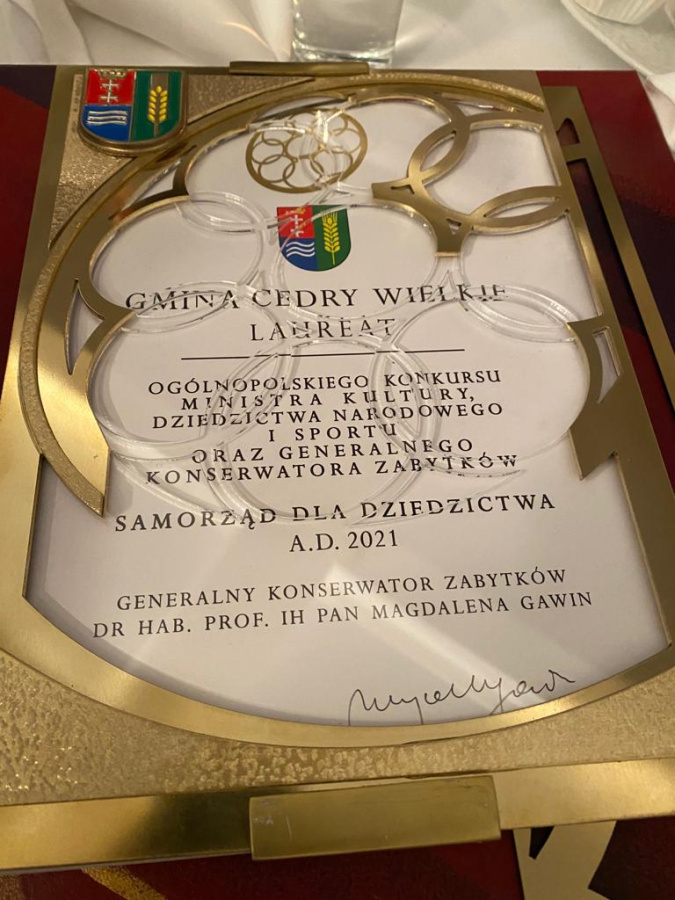 GMINA CEDRY WIELKIE
LAUREAT
OGÓLNOPOLSKIEGO KONKURSU
MINISTRA KULTURY,
DZIEDZICTWA NARODOWEGO
I SPORTU
ORAZ GENERALNEGO
KONSERWATORA ZABYTKÓW
SAMORZĄD DLA DZIEDZICTWA
A.D. 2021
GENERALNY KONSERWATOR ZABYTKÓW
DR HAB. PROF. IH PAN MAGDALENA GAWIN